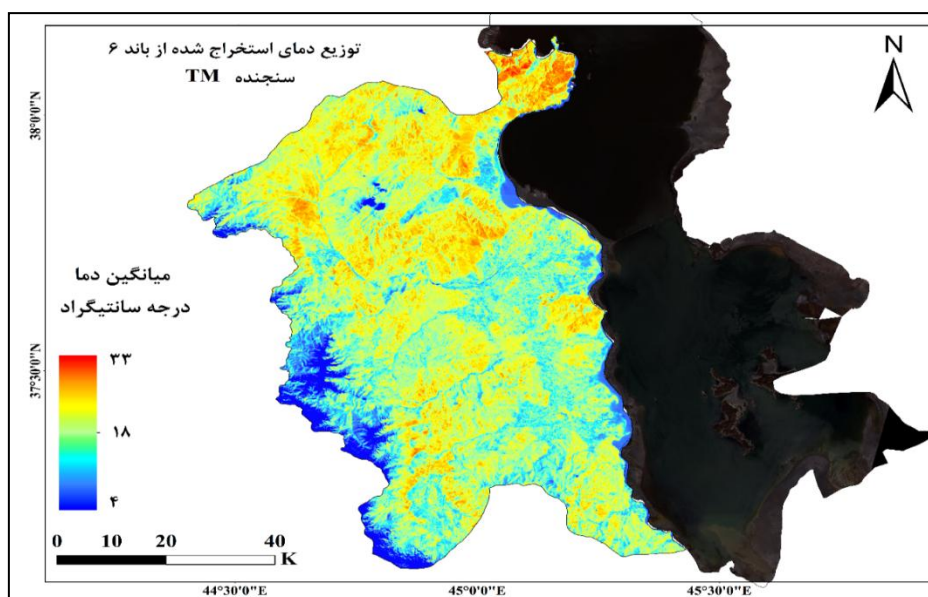 توزیع دمای استخراج شده از باند ۶
سنجنده TM
N
38°0'0"N
37°30'0"N
میانگین دما
درجه سانتیگراد
۳۳
۱۸
۴
0 10 20 40
K
44°30'0"E 45°0'0"E 45°30'0"E